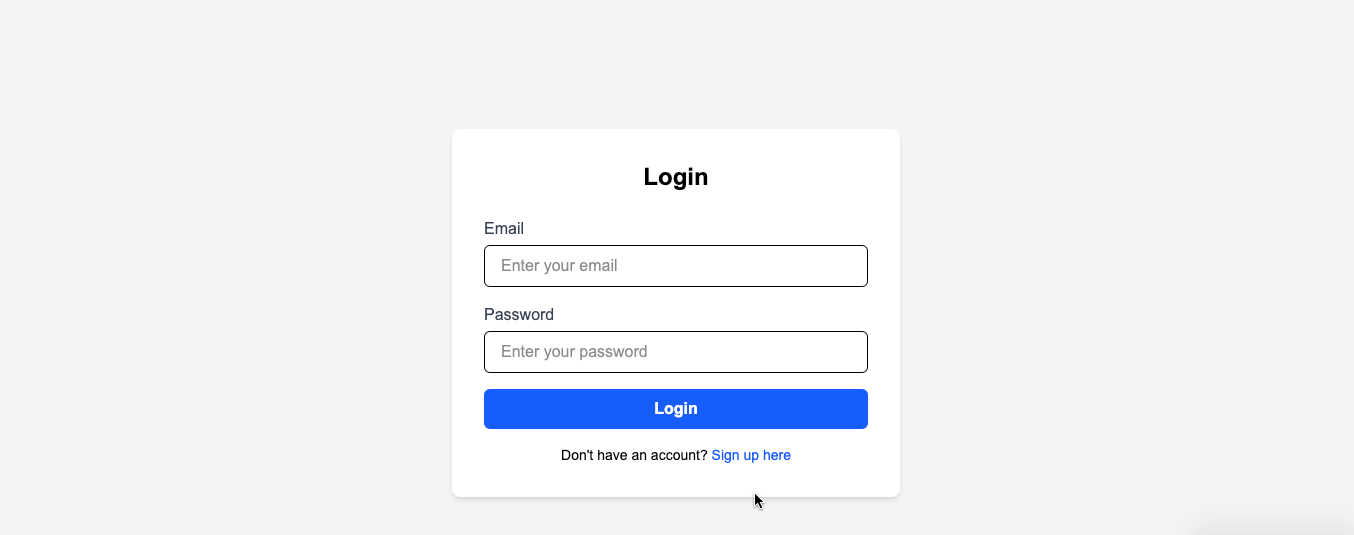 Login
Email
Enter your email
Password
Enter your password
Login
Don't have an account? Sign up here